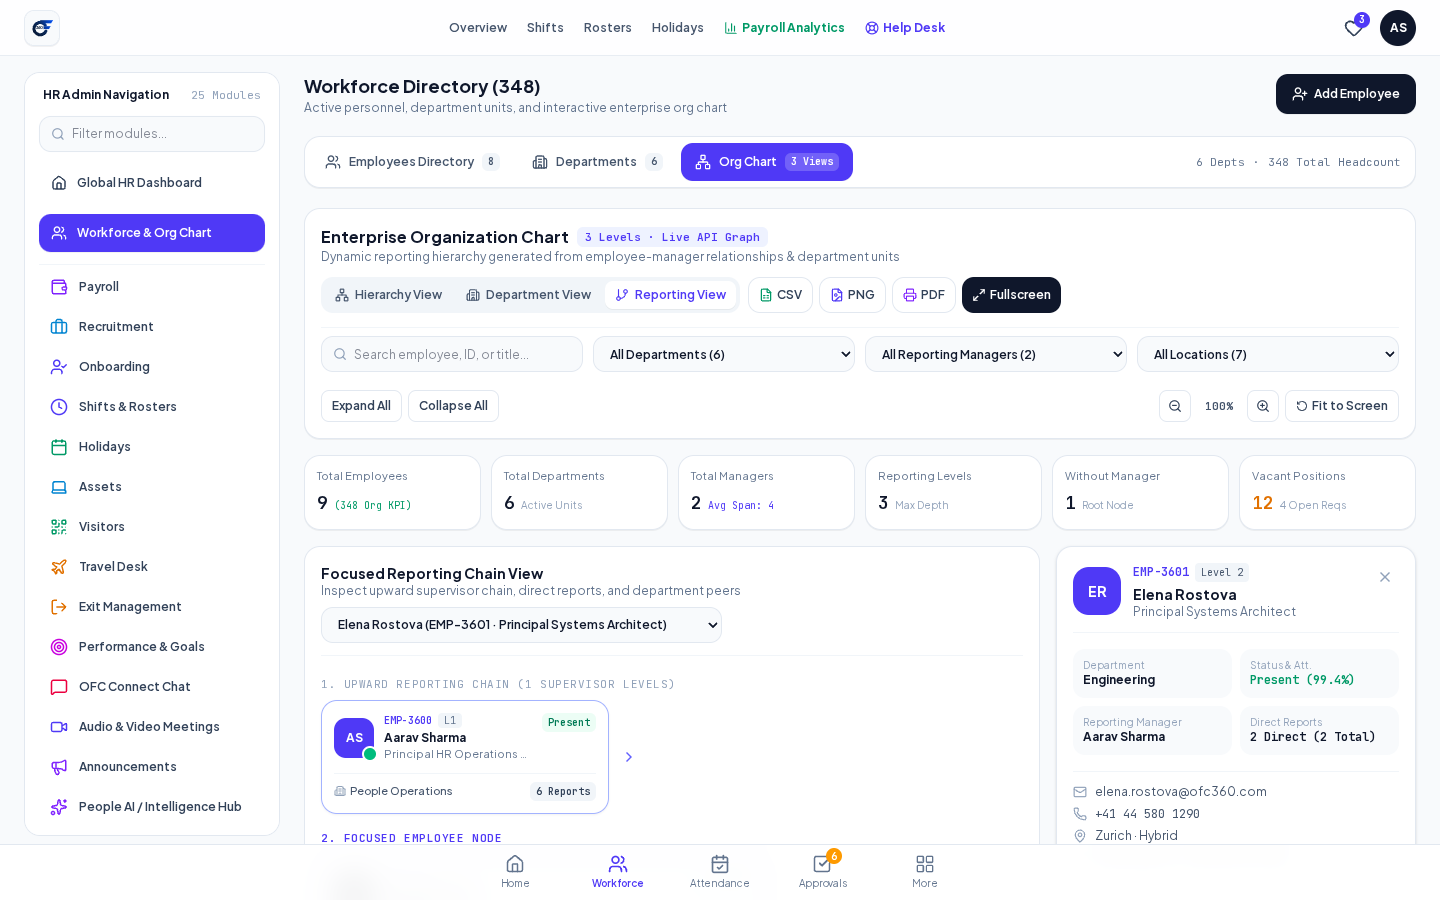 Overview Shifts Rosters Holidays Payroll Analytics Help Desk 3 AS
HR Admin Navigation 25 Modules
Filter modules...
Global HR Dashboard
Workforce & Org Chart
Payroll
Recruitment
Onboarding
Shifts & Rosters
Holidays
Assets
Visitors
Travel Desk
Exit Management
Performance & Goals
OFC Connect Chat
Audio & Video Meetings
Announcements
People AI / Intelligence Hub
Workforce Directory (348)
Active personnel, department units, and interactive enterprise org chart
Add Employee
Employees Directory 8 Departments 6 Org Chart 3 Views 6 Depts · 348 Total Headcount
Enterprise Organization Chart 3 Levels · Live API Graph
Dynamic reporting hierarchy generated from employee-manager relationships & department units
Hierarchy View Department View Reporting View CSV PNG PDF Fullscreen
Search employee, ID, or title... All Departments (6) All Reporting Managers (2) All Locations (7)
Expand All Collapse All 100% Fit to Screen
Total Employees
9 (348 Org KPI)
Total Departments
6 Active Units
Total Managers
2 Avg Span: 4
Reporting Levels
3 Max Depth
Without Manager
1 Root Node
Vacant Positions
12 4 Open Reqs
Focused Reporting Chain View
Inspect upward supervisor chain, direct reports, and department peers
Elena Rostova (EMP-3601 · Principal Systems Architect)
1. UPWARD REPORTING CHAIN (1 SUPERVISOR LEVELS)
AS EMP-3600 L1 Present
Aarav Sharma
Principal HR Operations ...
People Operations 6 Reports
2. FOCUSED EMPLOYEE NODE
ER EMP-3601 Level 2
Elena Rostova
Principal Systems Architect
Department
Engineering
Status & Att.
Present (99.4%)
Reporting Manager
Aarav Sharma
Direct Reports
2 Direct (2 Total)
elena.rostova@ofc360.com
+41 44 580 1290
Zurich · Hybrid
Home Workforce Attendance Approvals 6 More